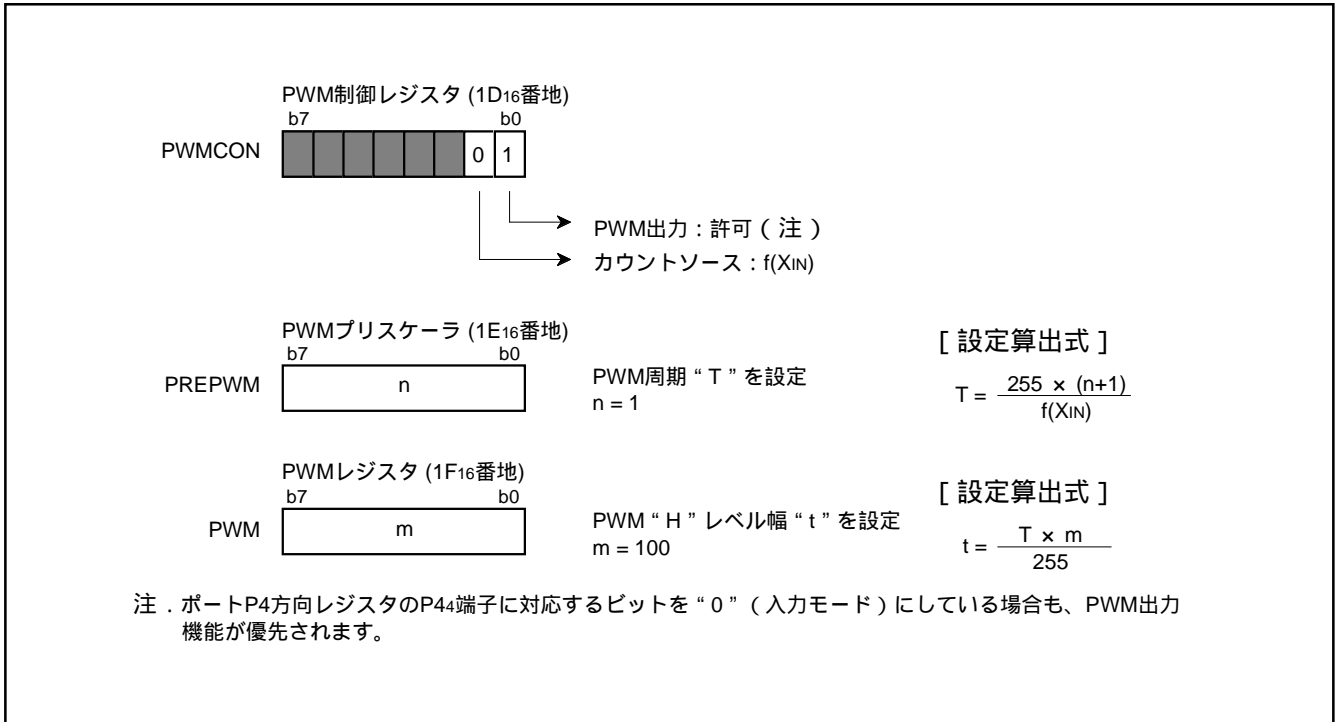 PWM制御レジスタ (1D16番地)
b7 b0
PWMCON 0 1
PWM出力：許可（注）
カウントソース：f(XIN)
PWMプリスケーラ (1E16番地)
b7 b0
PREPWM n
PWM周期“T”を設定
n = 1
[ 設定算出式 ]
T = 255 × (n+1)
f(XIN)
PWMレジスタ (1F16番地)
b7 b0
PWM m
PWM“H”レベル幅“t”を設定
m = 100
[ 設定算出式 ]
t = T × m
255
注．ポートP4方向レジスタのP44端子に対応するビットを“0”（入力モード）にしている場合も、PWM出力
機能が優先されます。